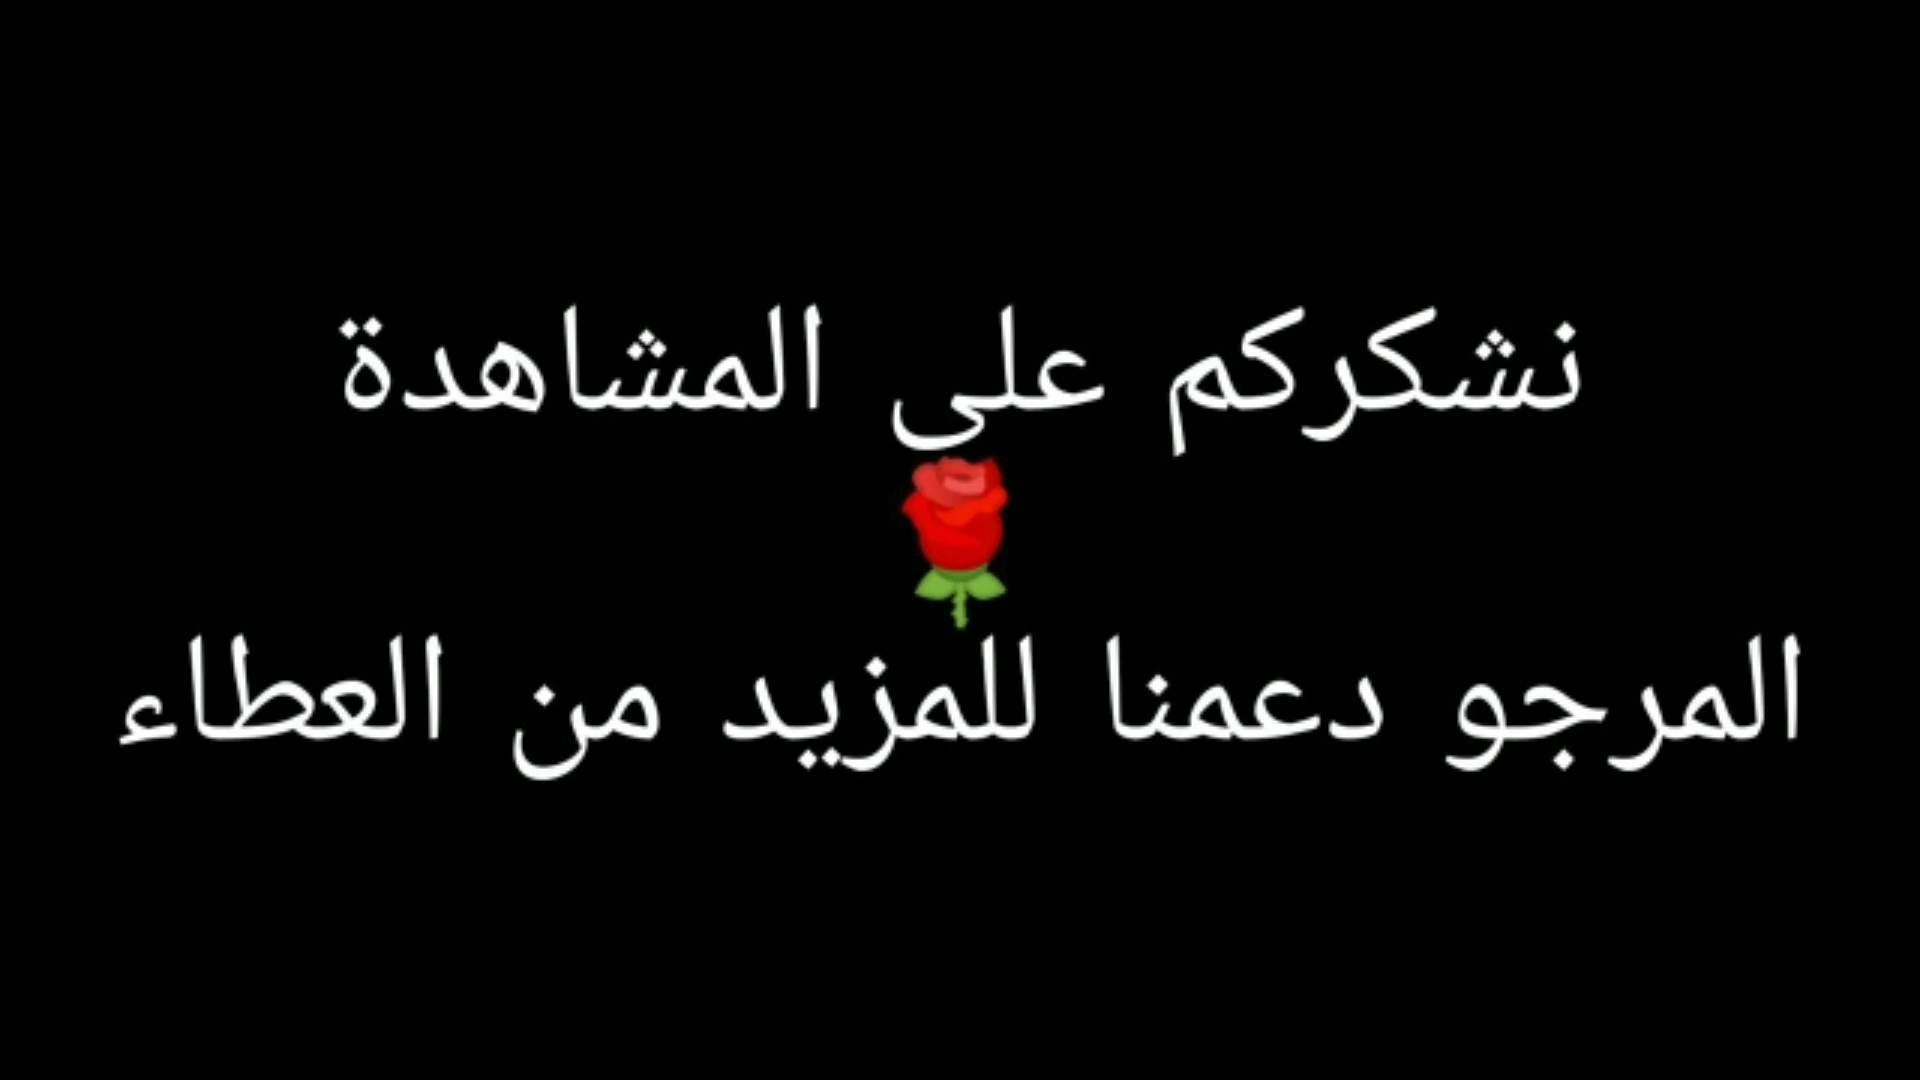 نشكركم على المشاهدة
🌹
المرجو دعمنا للمزيد من العطاء